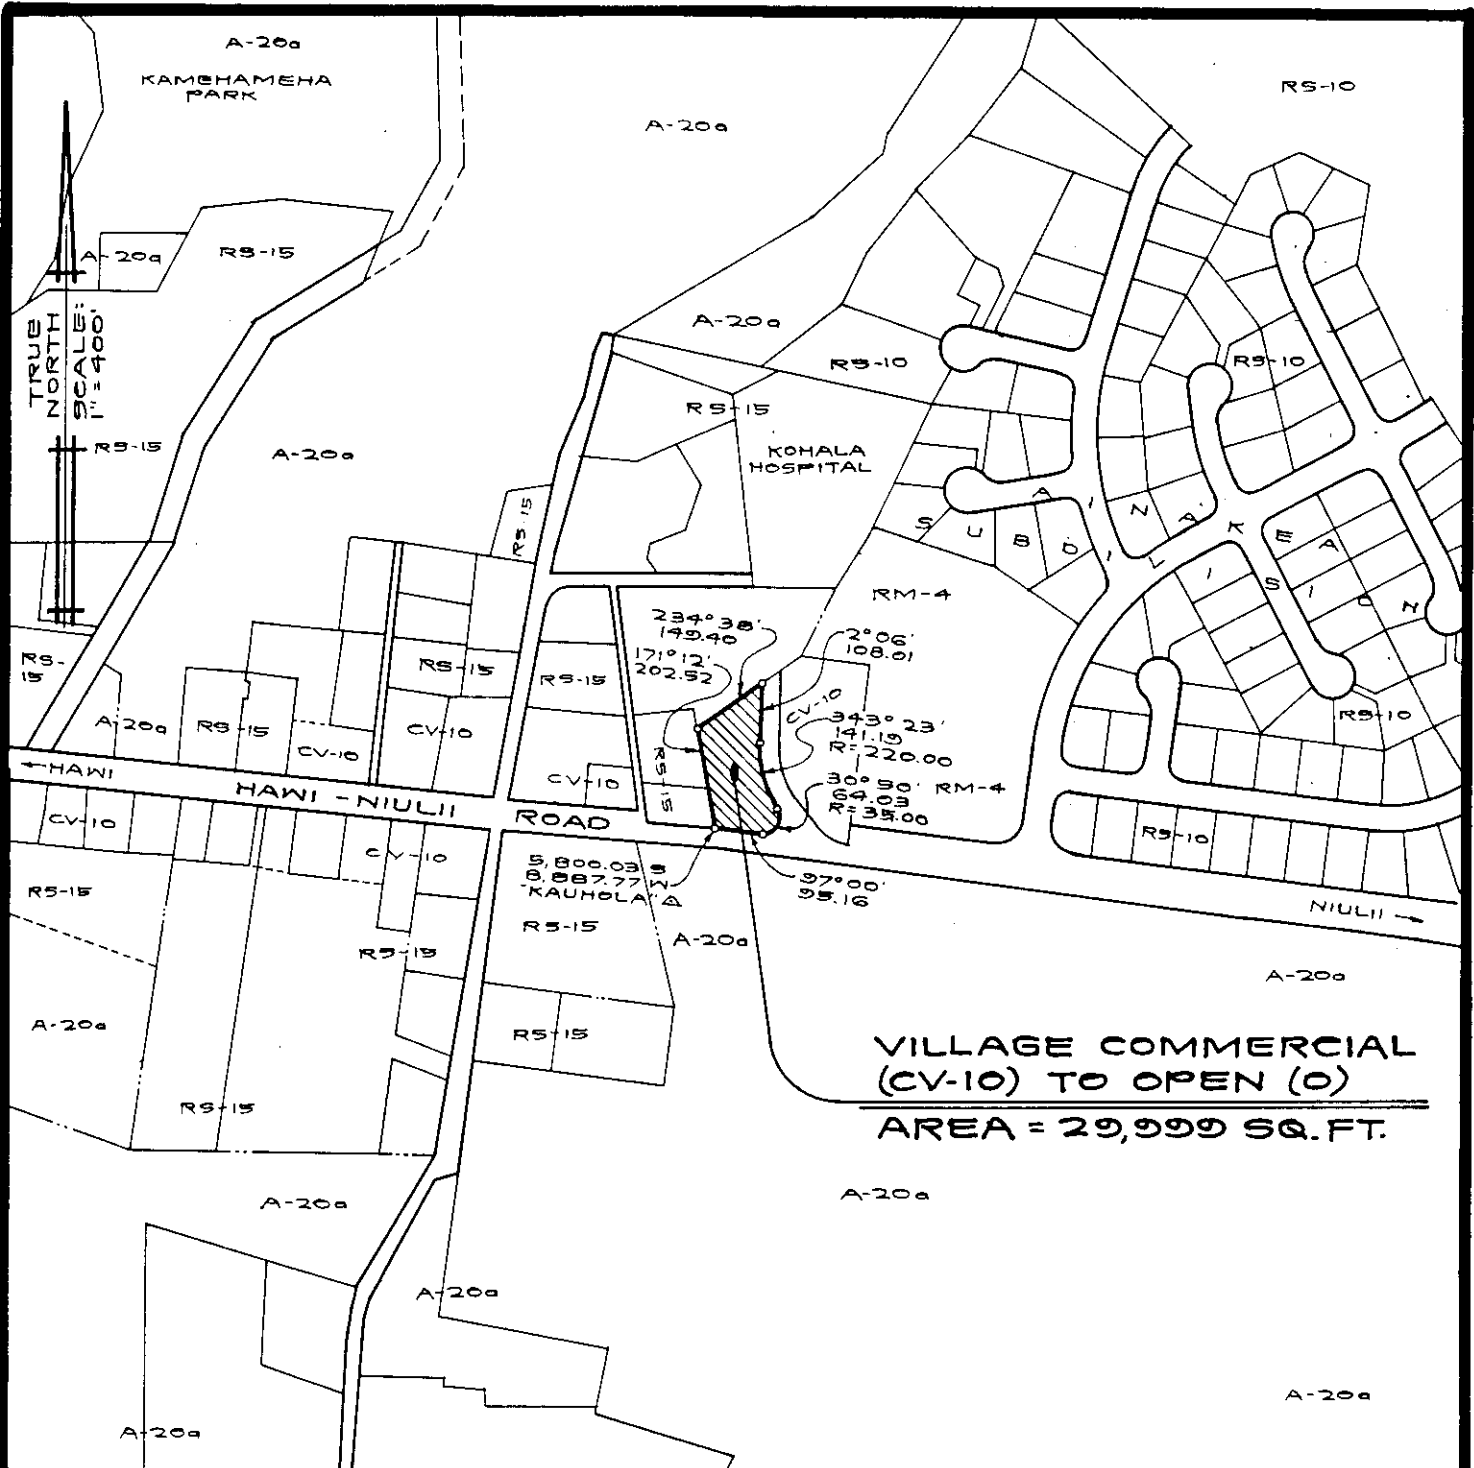 A-20a
KAMEHAMEHA
PARK
A-20a
RS-10
A-20a
RS-15
TRUE
NORTH
SCALE:
1"=400'
A-20a
RS-10
RS-10
RS-15
RS-15
A-20a
KOHALA
HOSPITAL
RS-15
AINA'KEA
SUBDIVISION
RM-4
234°38'
149.40
2°06'
108.01
171°12'
202.52
RS-
15
RS-15
RS-15
CV-10
343°23'
141.19
R=220.00
RS-10
A-20a
RS-15
CV-10
CV-10
CV-10
RS-15
30°50'
64.03
R=35.00
RM-4
←HAWI
HAWI-NIULII ROAD
CV-10
CV-10
RS-10
5,800.03 S
8,887.77 W
"KAUHOLA" △
97°00'
95.16
RS-15
NIULII→
RS-15
A-20a
RS-15
A-20a
A-20a
RS-15
VILLAGE COMMERCIAL
(CV-10) TO OPEN (O)
AREA = 29,999 SQ.FT.
RS-15
A-20a
A-20a
A-20a
A-20a
A-20a